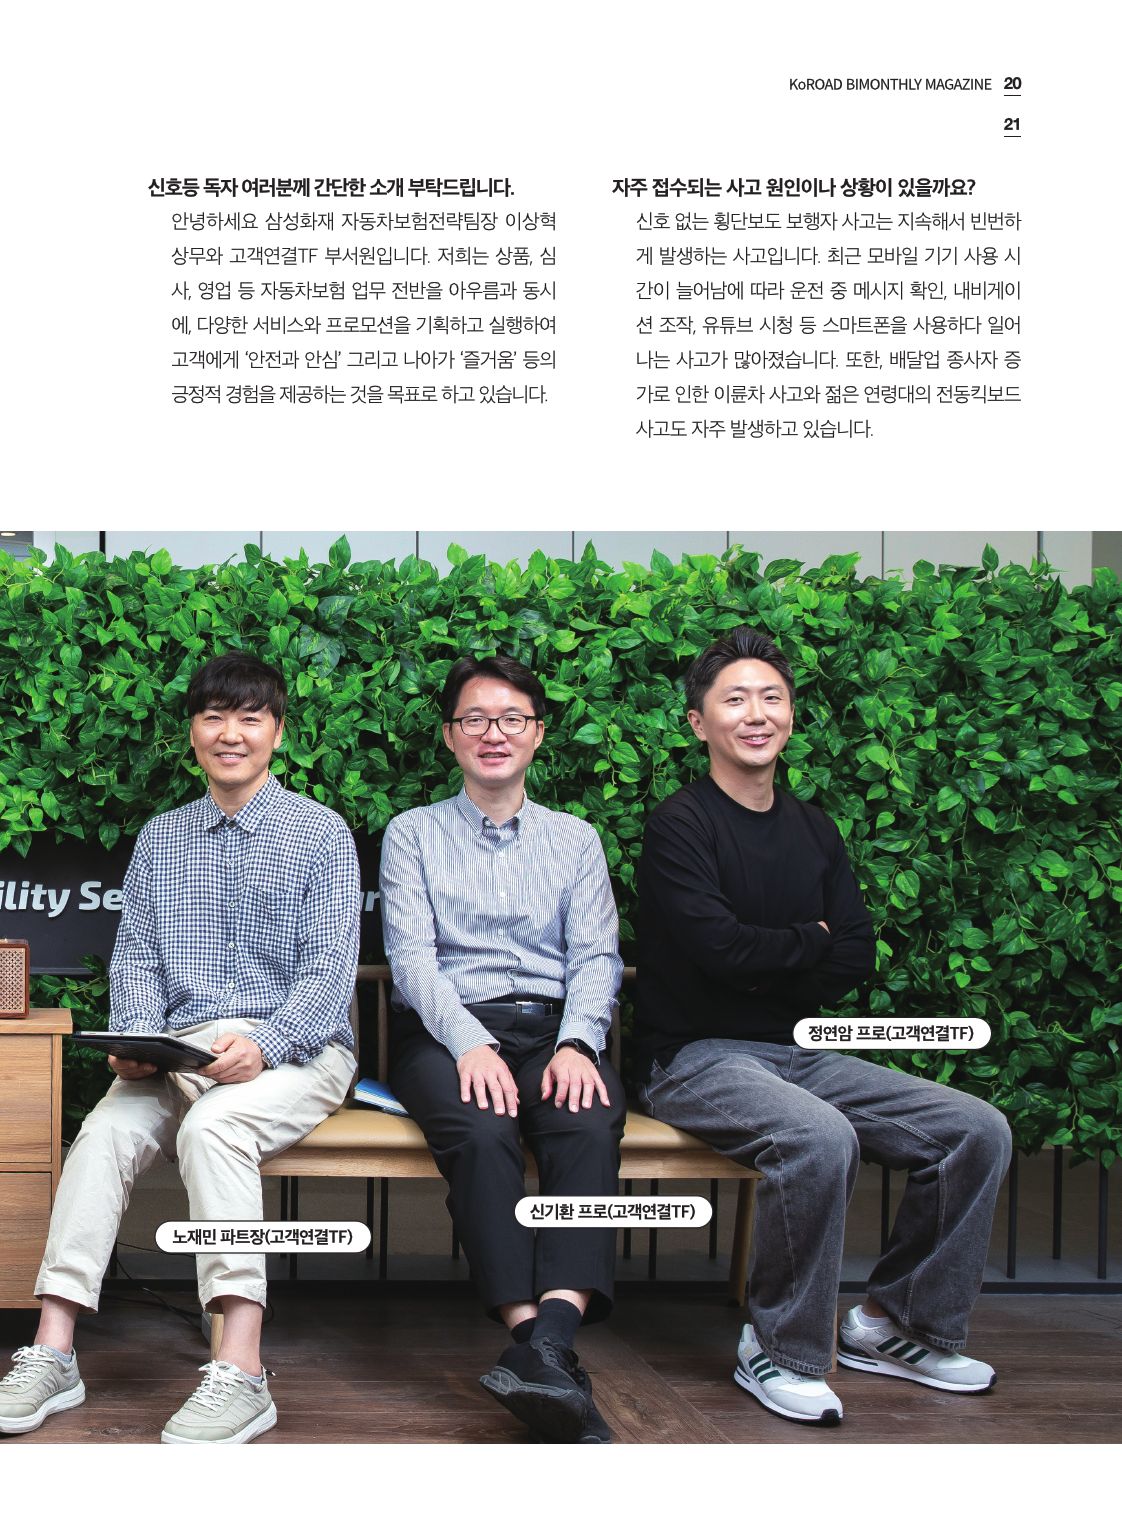 KoROAD BIMONTHLY MAGAZINE 20
21
신호등 독자 여러분께 간단한 소개 부탁드립니다.
안녕하세요 삼성화재 자동차보험전략팀장 이상혁
상무와 고객연결TF 부서원입니다. 저희는 상품, 심
사, 영업 등 자동차보험 업무 전반을 아우름과 동시
에, 다양한 서비스와 프로모션을 기획하고 실행하여
고객에게 ‘안전과 안심’ 그리고 나아가 ‘즐거움’ 등의
긍정적 경험을 제공하는 것을 목표로 하고 있습니다.
자주 접수되는 사고 원인이나 상황이 있을까요?
신호 없는 횡단보도 보행자 사고는 지속해서 빈번하
게 발생하는 사고입니다. 최근 모바일 기기 사용 시
간이 늘어남에 따라 운전 중 메시지 확인, 내비게이
션 조작, 유튜브 시청 등 스마트폰을 사용하다 일어
나는 사고가 많아졌습니다. 또한, 배달업 종사자 증
가로 인한 이륜차 사고와 젊은 연령대의 전동킥보드
사고도 자주 발생하고 있습니다.
ility Se
정연암 프로(고객연결TF)
신기환 프로(고객연결TF)
노재민 파트장(고객연결TF)